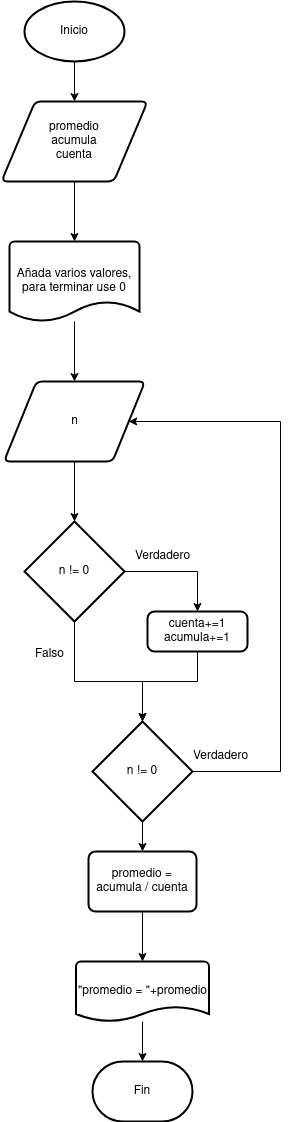 Inicio
promedio
acumula
cuenta
Añada varios valores,
para terminar use 0
n
n != 0
Verdadero
cuenta+=1
acumula+=1
Falso
n != 0
Verdadero
promedio =
acumula / cuenta
"promedio = "+promedio
Fin